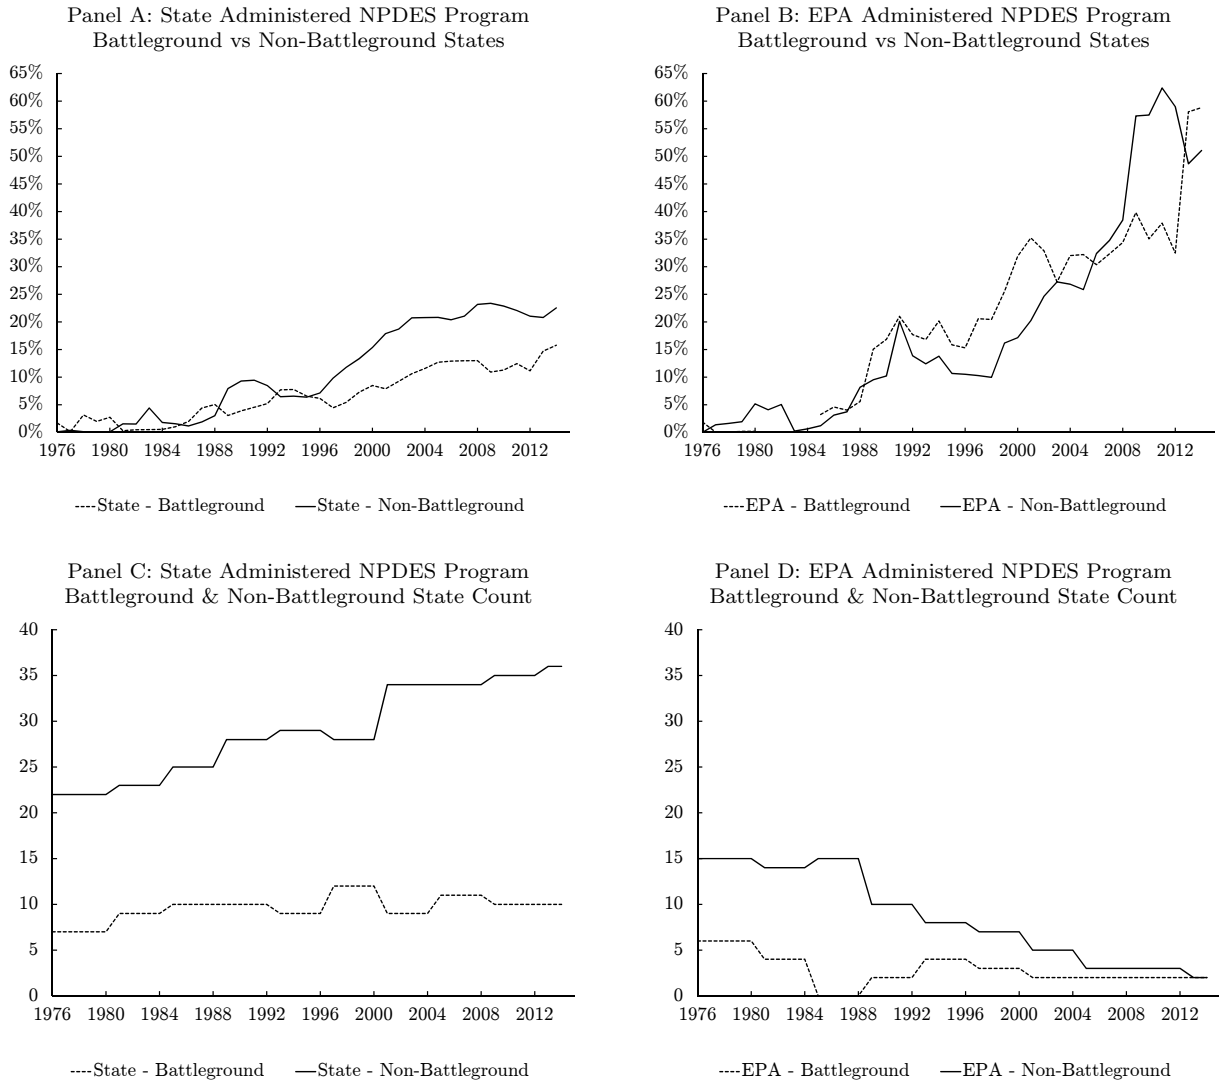 Panel A: State Administered NPDES Program
Battleground vs Non-Battleground States
65%
60%
55%
50%
45%
40%
35%
30%
25%
20%
15%
10%
5%
0%
1976 1980 1984 1988 1992 1996 2000 2004 2008 2012
State - Battleground State - Non-Battleground
Panel B: EPA Administered NPDES Program
Battleground vs Non-Battleground States
65%
60%
55%
50%
45%
40%
35%
30%
25%
20%
15%
10%
5%
0%
1976 1980 1984 1988 1992 1996 2000 2004 2008 2012
EPA - Battleground EPA - Non-Battleground
Panel C: State Administered NPDES Program
Battleground & Non-Battleground State Count
40
35
30
25
20
15
10
5
0
1976 1980 1984 1988 1992 1996 2000 2004 2008 2012
State - Battleground State - Non-Battleground
Panel D: EPA Administered NPDES Program
Battleground & Non-Battleground State Count
40
35
30
25
20
15
10
5
0
1976 1980 1984 1988 1992 1996 2000 2004 2008 2012
EPA - Battleground EPA - Non-Battleground